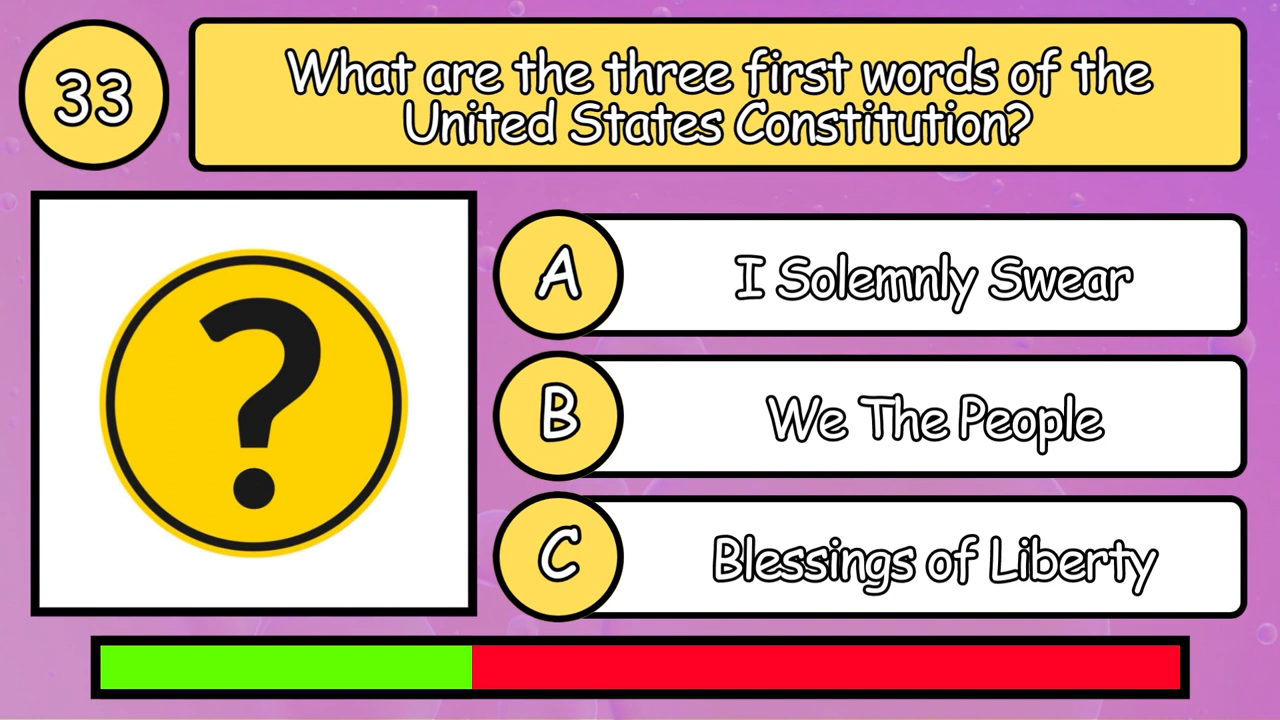 33
What are the three first words of the
United States Constitution?
?
A
I Solemnly Swear
B
We The People
C
Blessings of Liberty